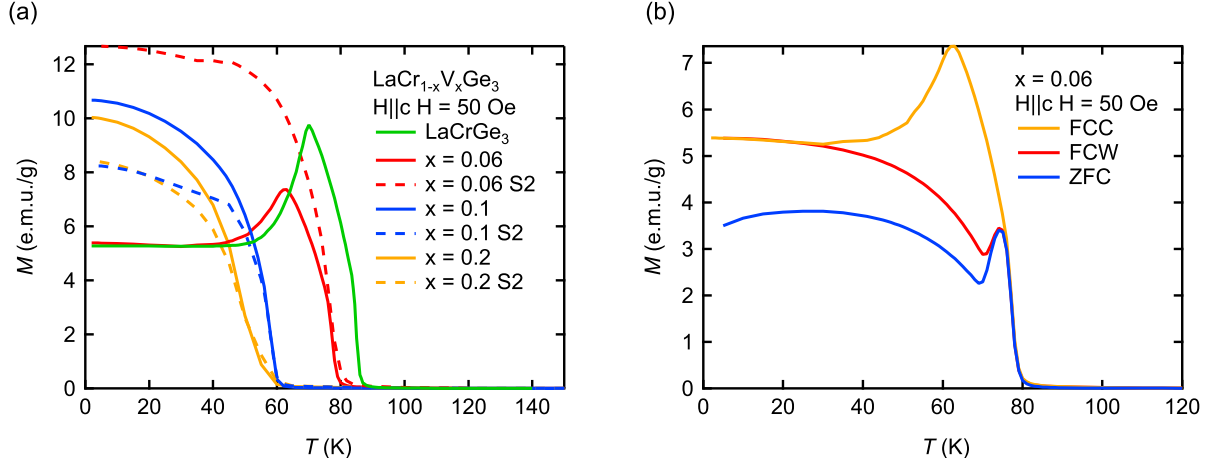 (a)
12
10
8
6
4
2
0
M (e.m.u./g)
0 20 40 60 80 100 120 140
T (K)
LaCr1-xVxGe3
H||c H = 50 Oe
LaCrGe3
x = 0.06
x = 0.06 S2
x = 0.1
x = 0.1 S2
x = 0.2
x = 0.2 S2
(b)
7
6
5
4
3
2
1
0
M (e.m.u./g)
0 20 40 60 80 100 120
T (K)
x = 0.06
H||c H = 50 Oe
FCC
FCW
ZFC